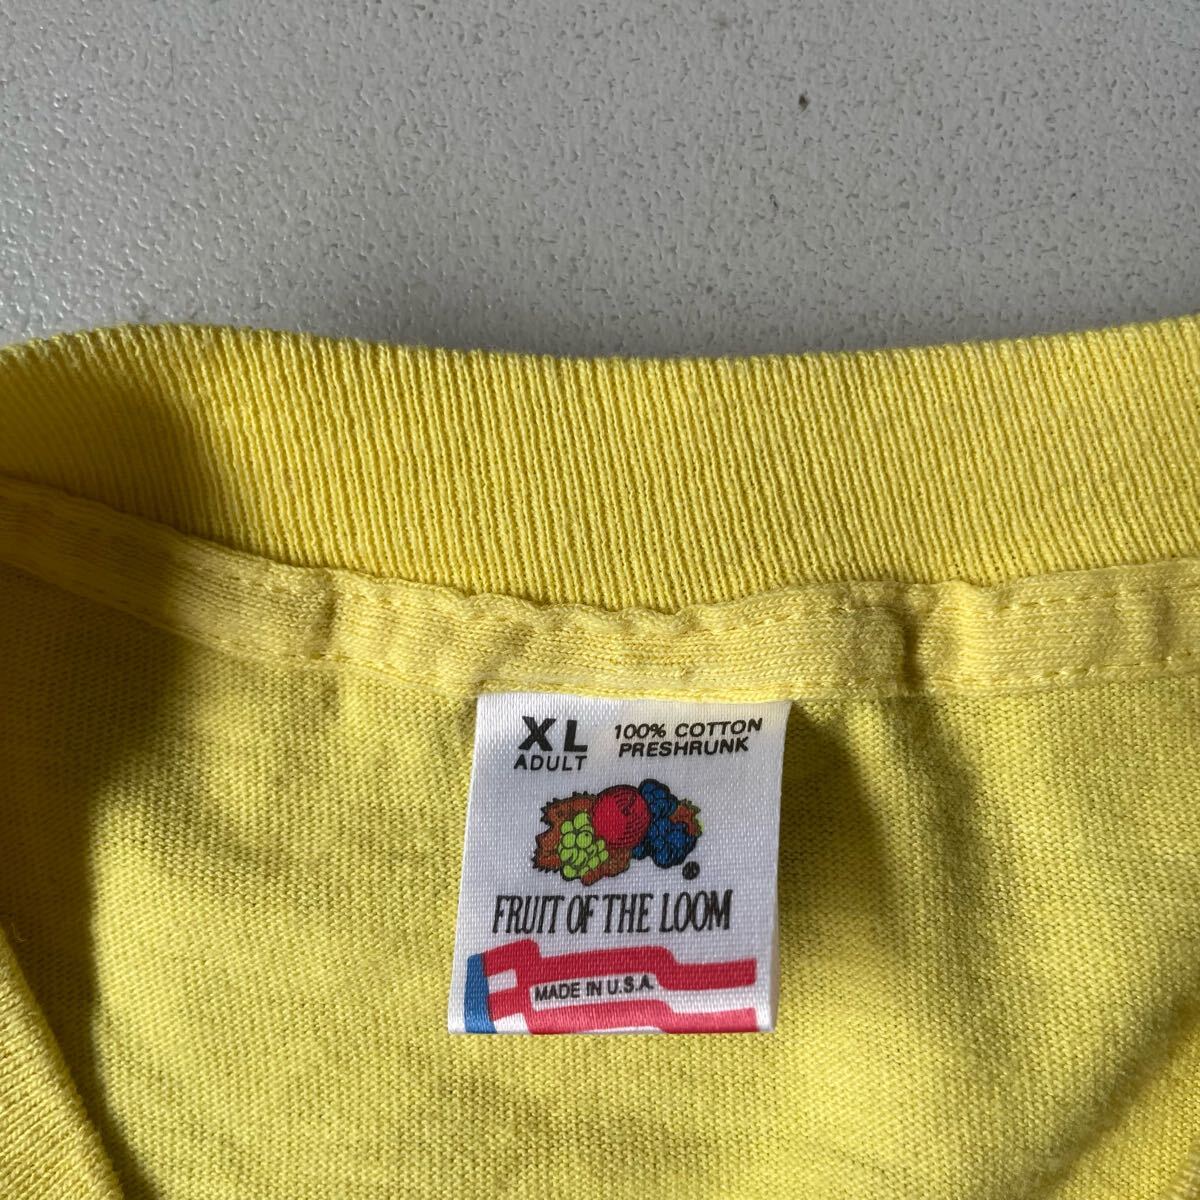 XL
ADULT
100% COTTON
PRESHRUNK
®
FRUIT OF THE LOOM
MADE IN U.S.A.